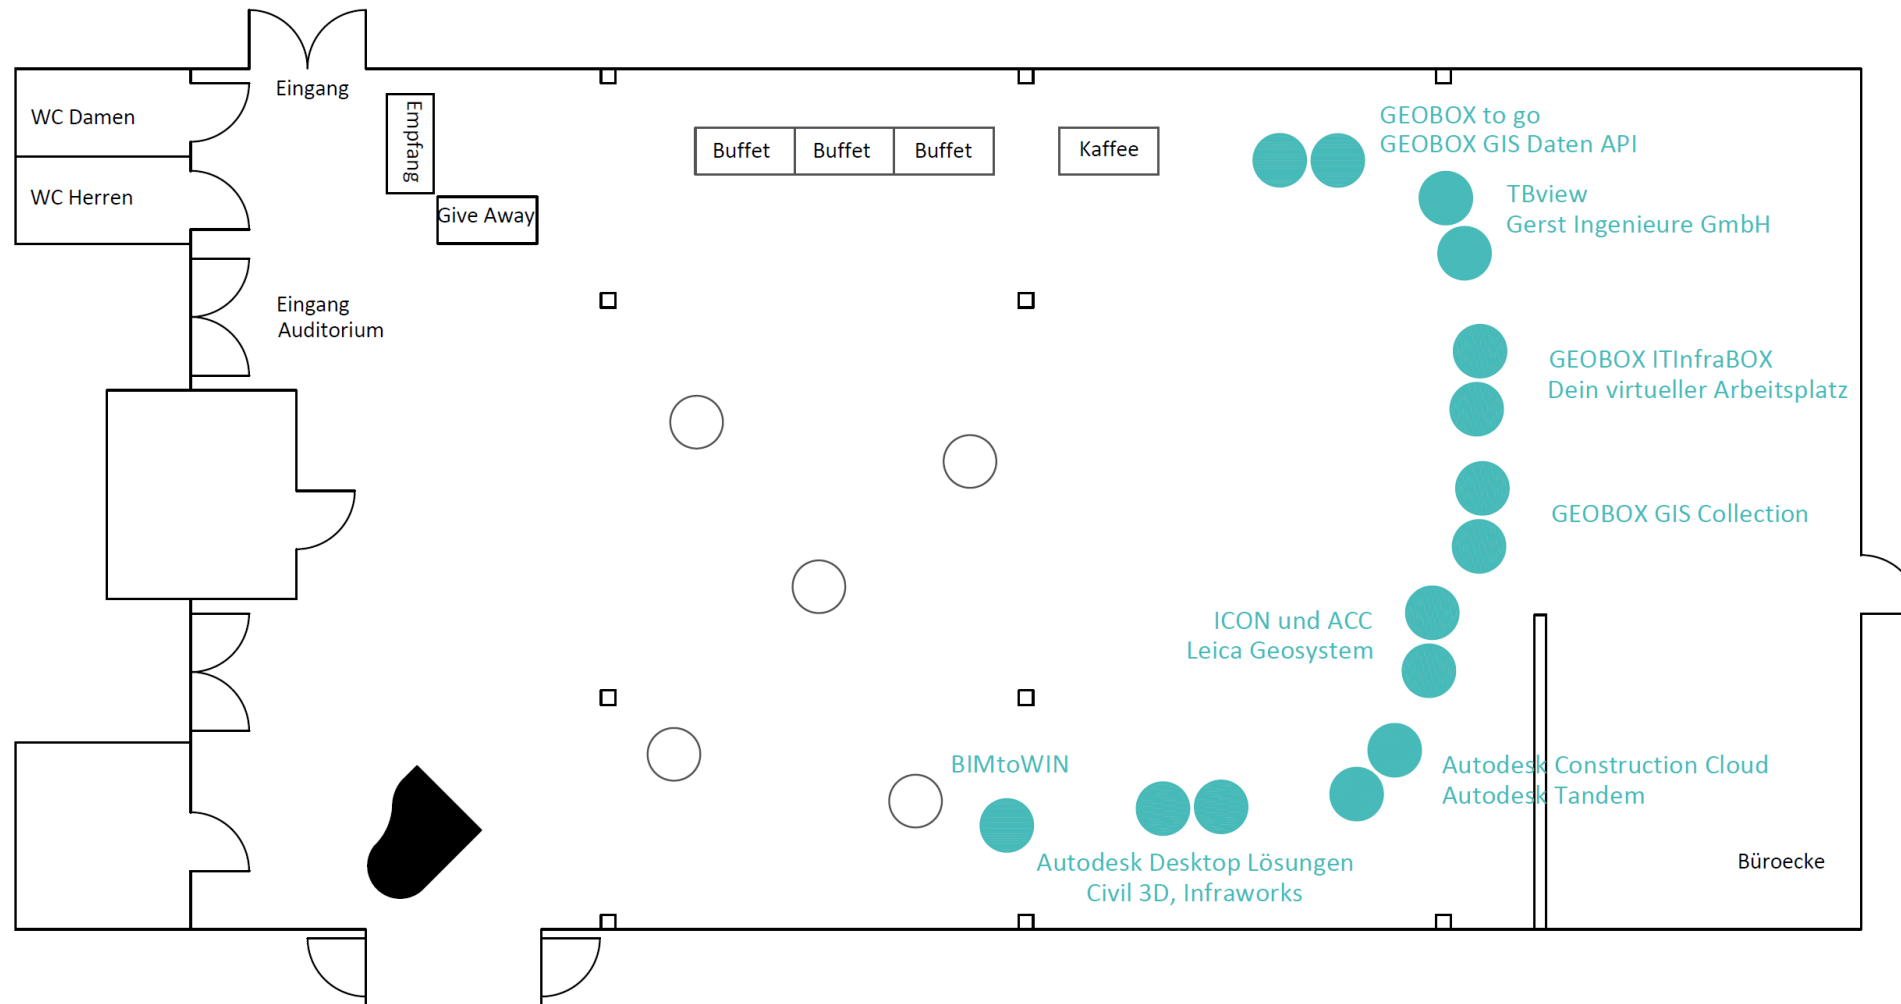 Eingang
WC Damen
WC Herren
Empfang
Give Away
Eingang
Auditorium
Buffet
Buffet
Buffet
Kaffee
GEOBOX to go
GEOBOX GIS Daten API
TBview
Gerst Ingenieure GmbH
GEOBOX ITInfraBOX
Dein virtueller Arbeitsplatz
GEOBOX GIS Collection
ICON und ACC
Leica Geosystem
BIMtoWIN
Autodesk Construction Cloud
Autodesk Tandem
Autodesk Desktop Lösungen
Civil 3D, Infraworks
Büroecke